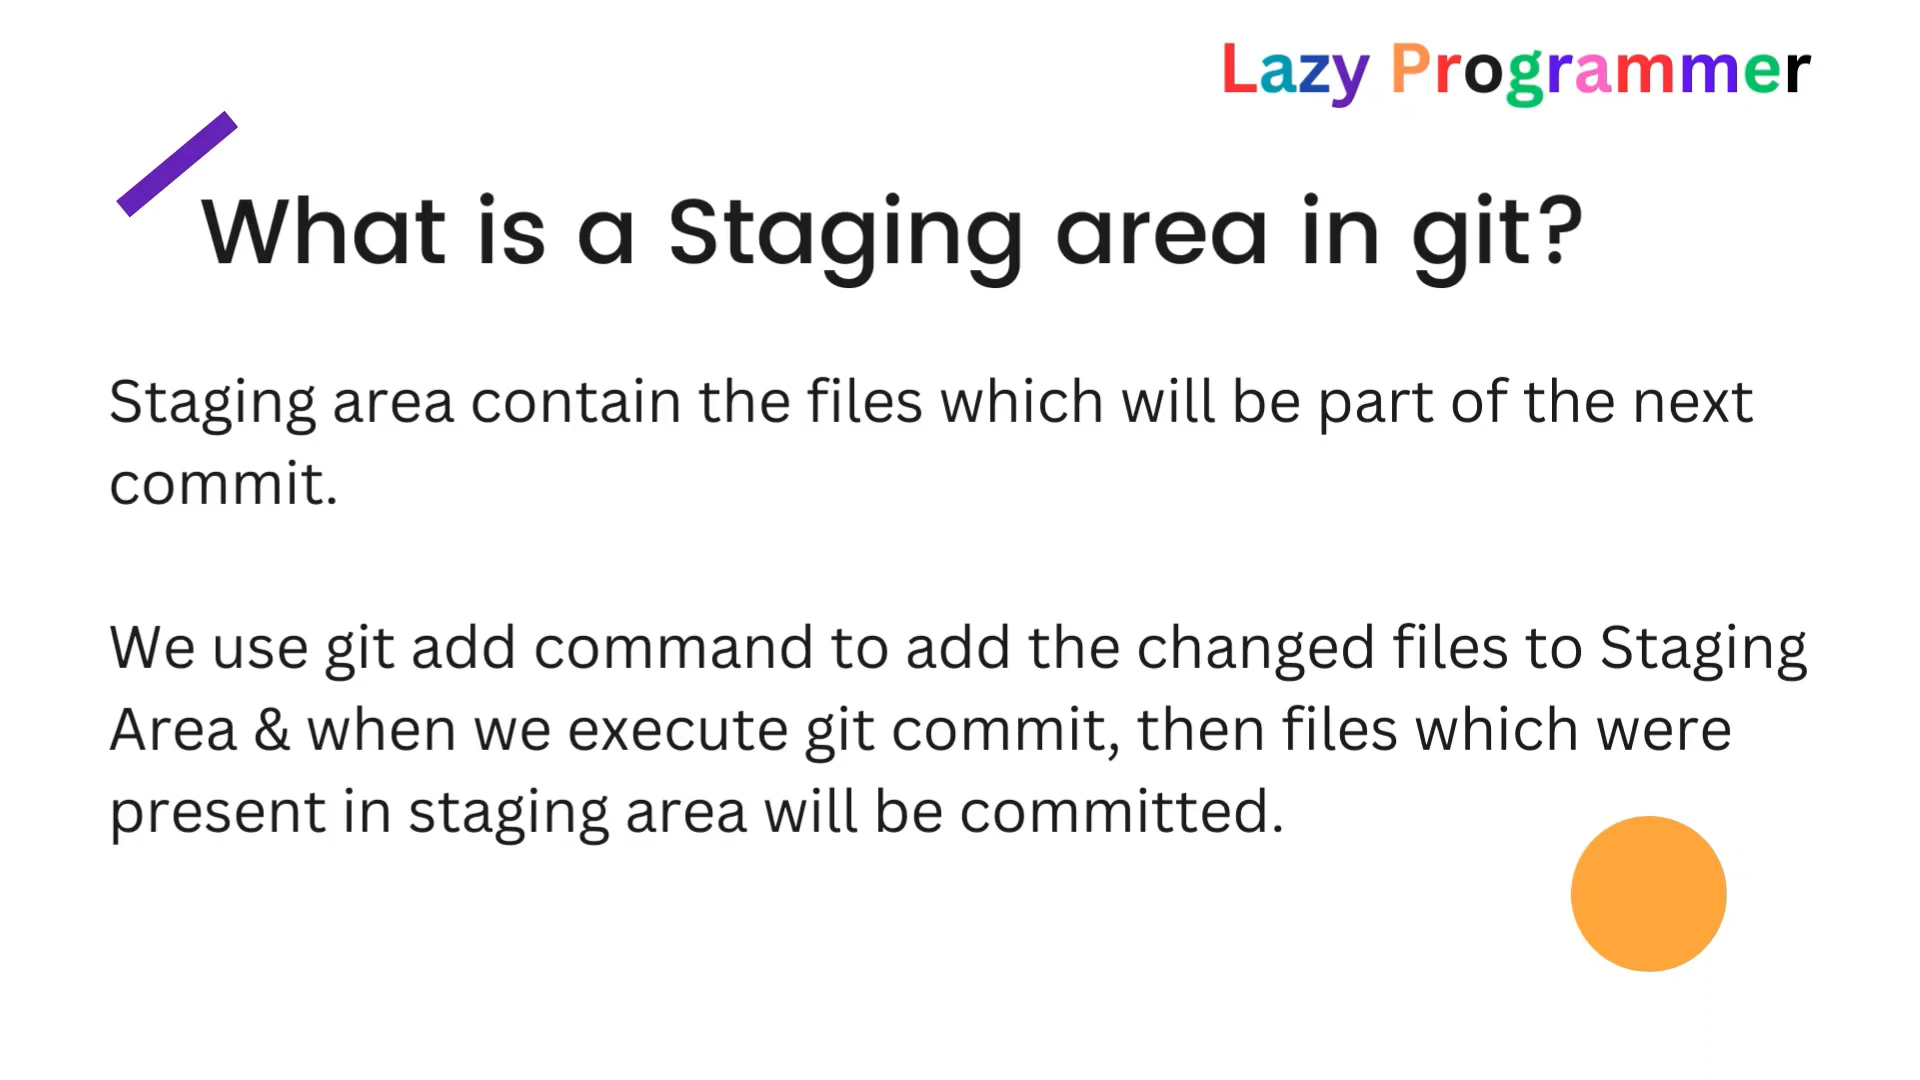 Lazy Programmer
What is a Staging area in git?
Staging area contain the files which will be part of the next
commit.
We use git add command to add the changed files to Staging
Area & when we execute git commit, then files which were
present in staging area will be committed.